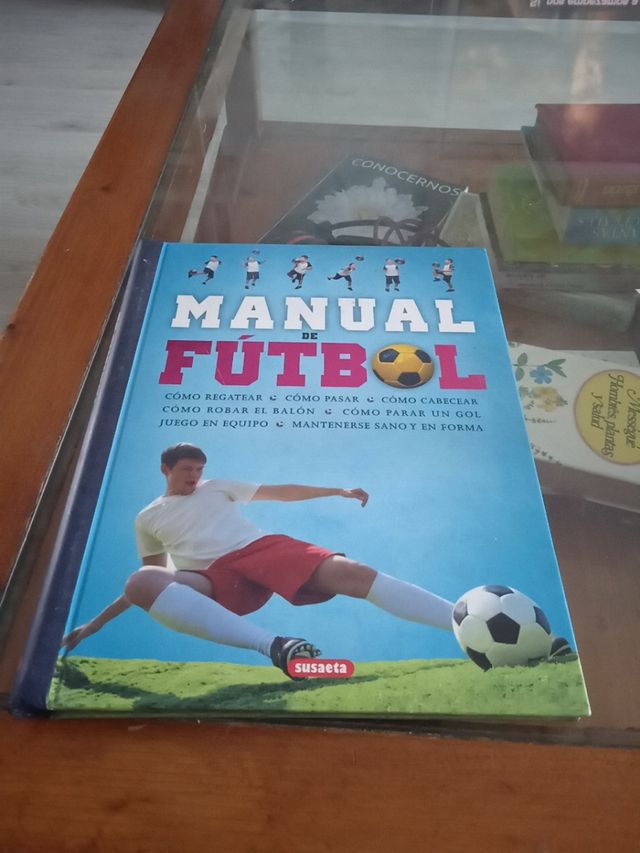 CONOCERNOS
MANUAL
DE
FÚTBOL
CÓMO REGATEAR CÓMO PASAR CÓMO CABECEAR
CÓMO ROBAR EL BALÓN CÓMO PARAR UN GOL
JUEGO EN EQUIPO MANTENERSE SANO Y EN FORMA
susaeta
Messegué
Hombres, plantas
y salud